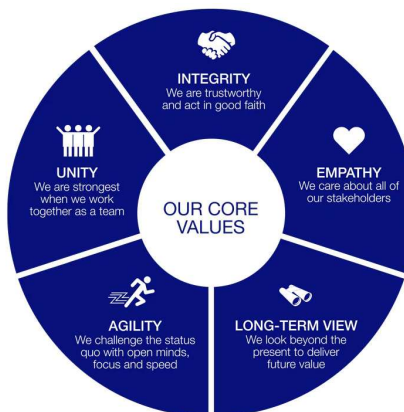 INTEGRITY
We are trustworthy
and act in good faith
UNITY
We are strongest
when we work
together as a team
EMPATHY
We care about all of
our stakeholders
OUR CORE
VALUES
AGILITY
We challenge the status
quo with open minds,
focus and speed
LONG-TERM VIEW
We look beyond the
present to deliver
future value